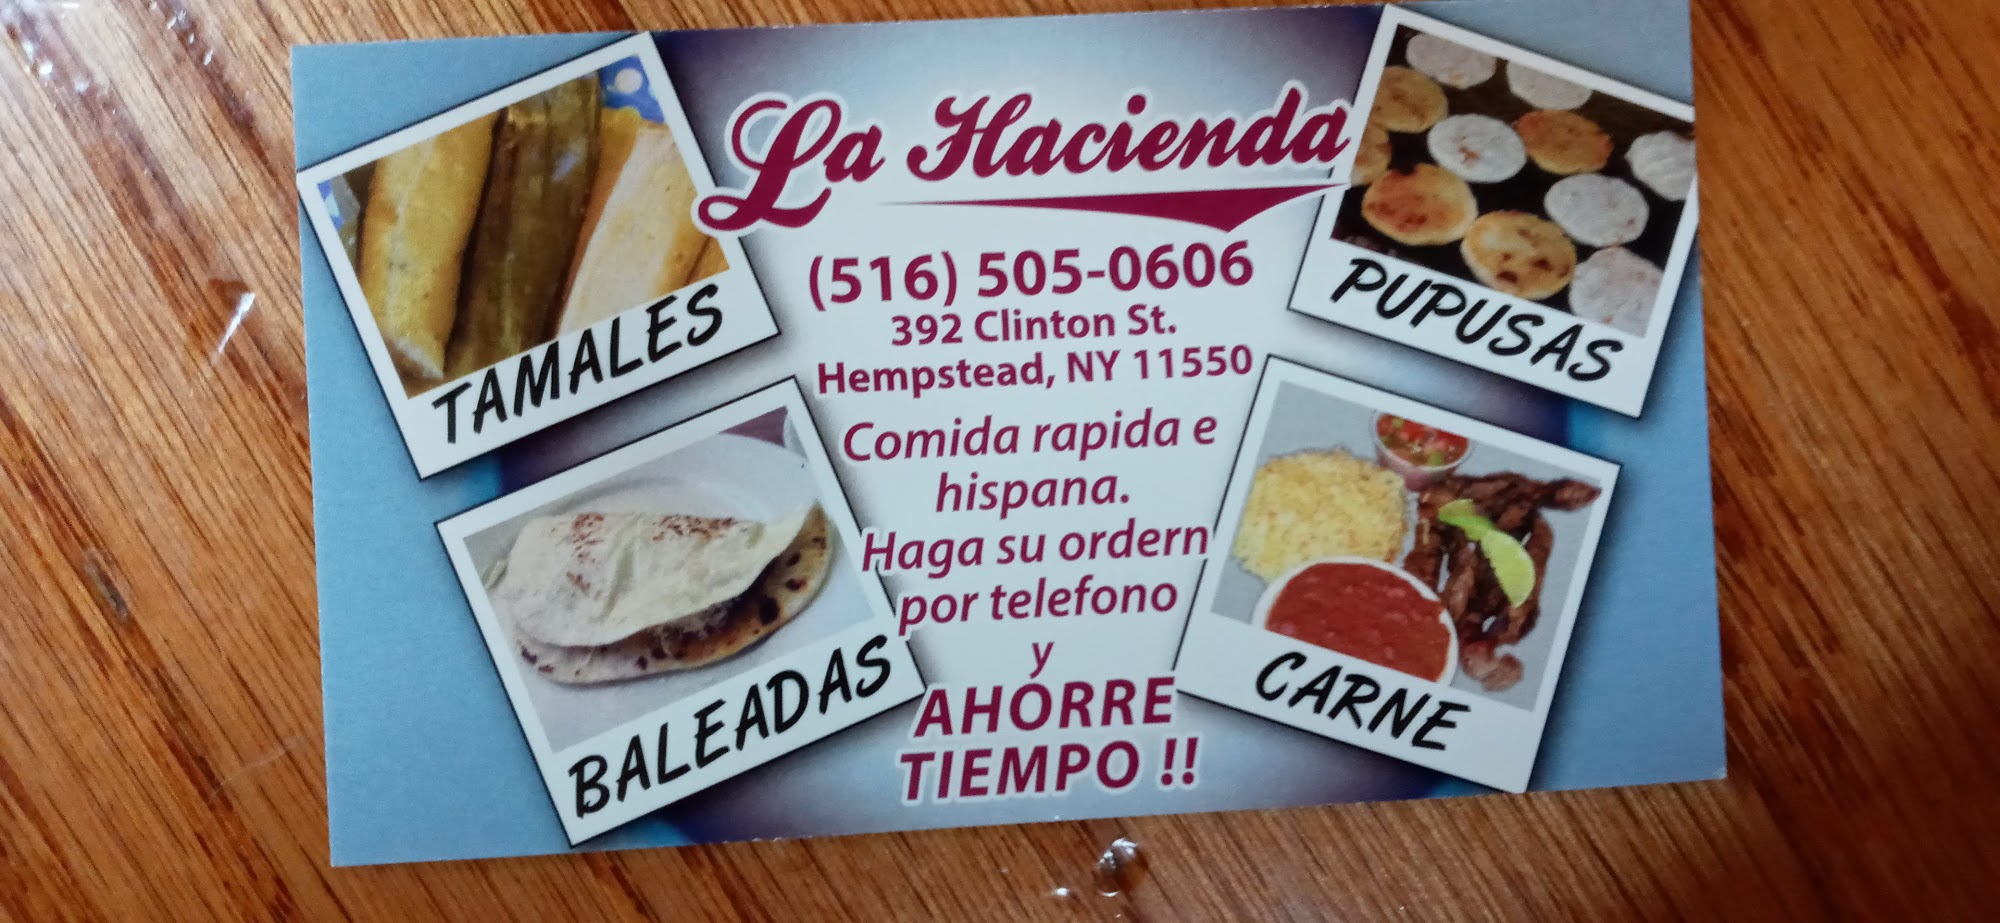 La Hacienda
(516) 505-0606
392 Clinton St.
Hempstead, NY 11550
Comida rapida e
hispana.
Haga su ordern
por telefono
y
AHORRE
TIEMPO !!
TAMALES
PUPUSAS
BALEADAS
CARNE